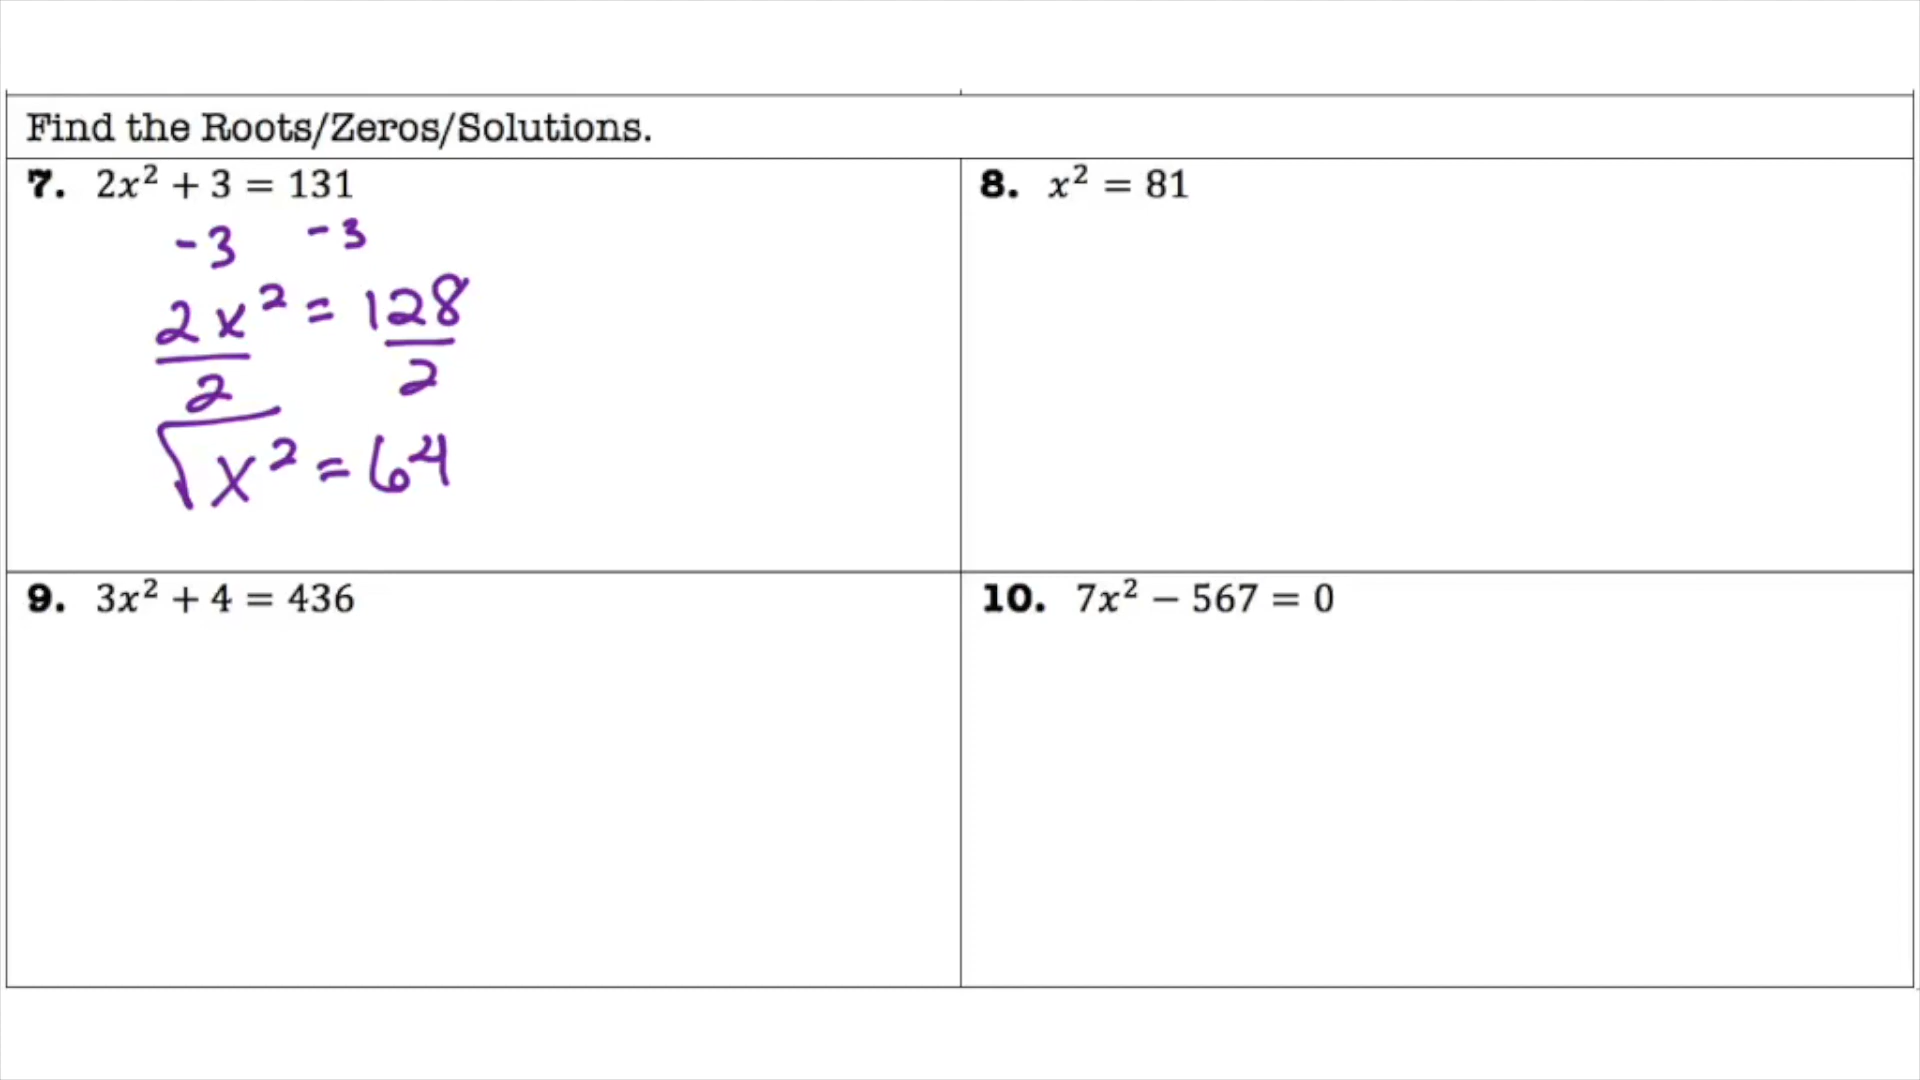 Find the Roots/Zeros/Solutions.
7. 2x² + 3 = 131
-3 -3
2x² = 128
2 2
√x² = 64
8. x² = 81
9. 3x² + 4 = 436
10. 7x² − 567 = 0